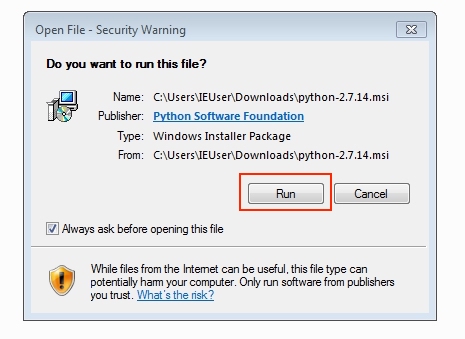 Open File - Security Warning
Do you want to run this file?
Name: C:\Users\IEUser\Downloads\python-2.7.14.msi
Publisher: Python Software Foundation
Type: Windows Installer Package
From: C:\Users\IEUser\Downloads\python-2.7.14.msi
Run Cancel
Always ask before opening this file
While files from the Internet can be useful, this file type can
potentially harm your computer. Only run software from publishers
you trust. What's the risk?